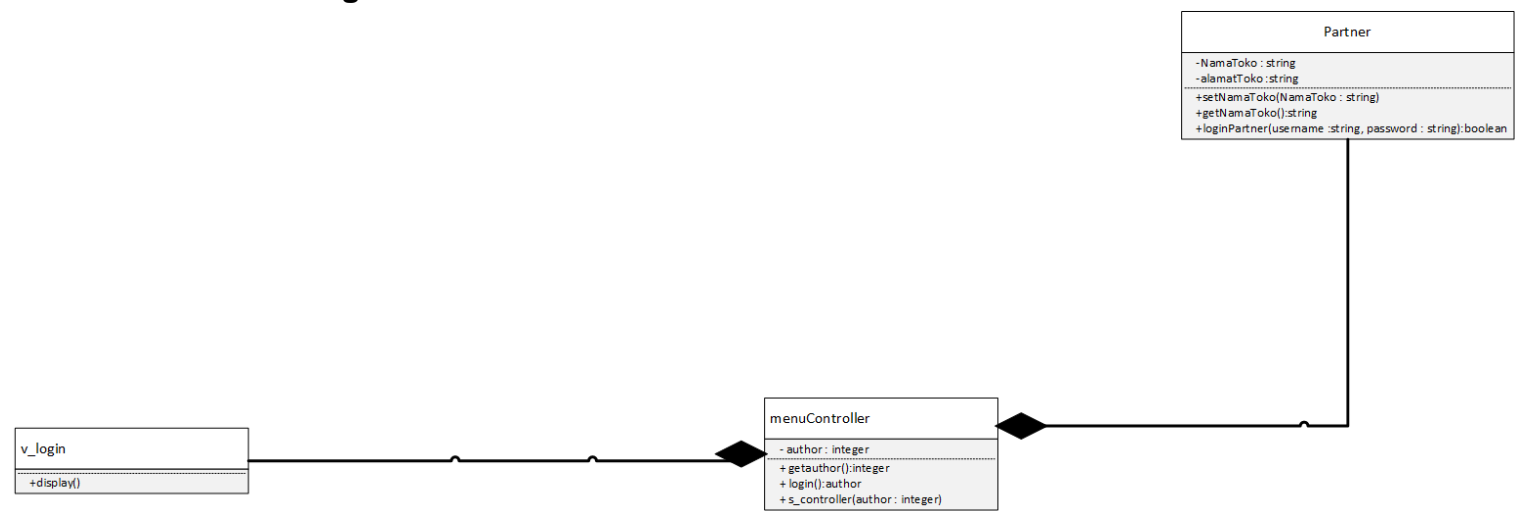 Partner
-NamaToko : string
-alamatToko :string
+setNamaToko(NamaToko : string)
+getNamaToko():string
+loginPartner(username :string, password : string):boolean
menuController
- author : integer
+ getauthor():integer
+ login():author
+ s_controller(author : integer)
v_login
+display()